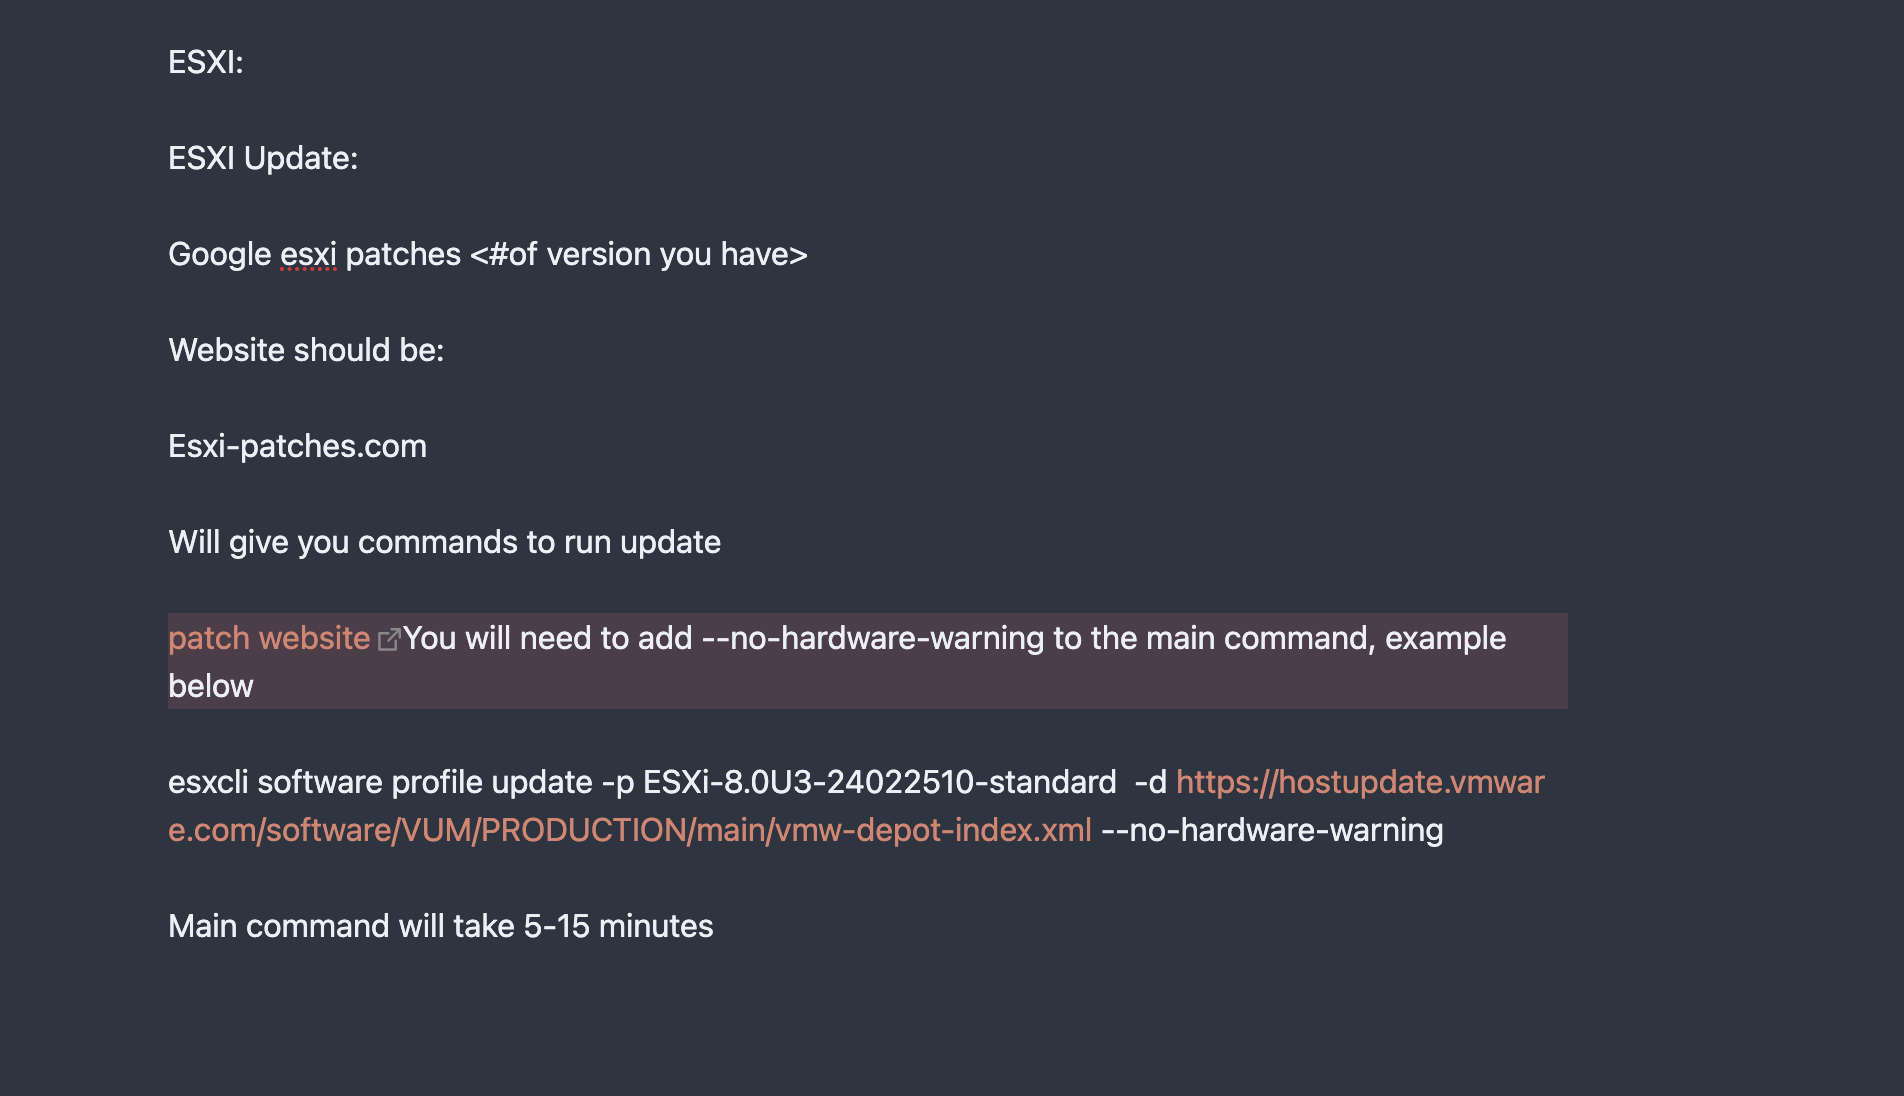 ESXI:
ESXI Update:
Google esxi patches <#of version you have>
Website should be:
Esxi-patches.com
Will give you commands to run update
patch website You will need to add --no-hardware-warning to the main command, example
below
esxcli software profile update -p ESXi-8.0U3-24022510-standard  -d https://hostupdate.vmwar
e.com/software/VUM/PRODUCTION/main/vmw-depot-index.xml --no-hardware-warning
Main command will take 5-15 minutes